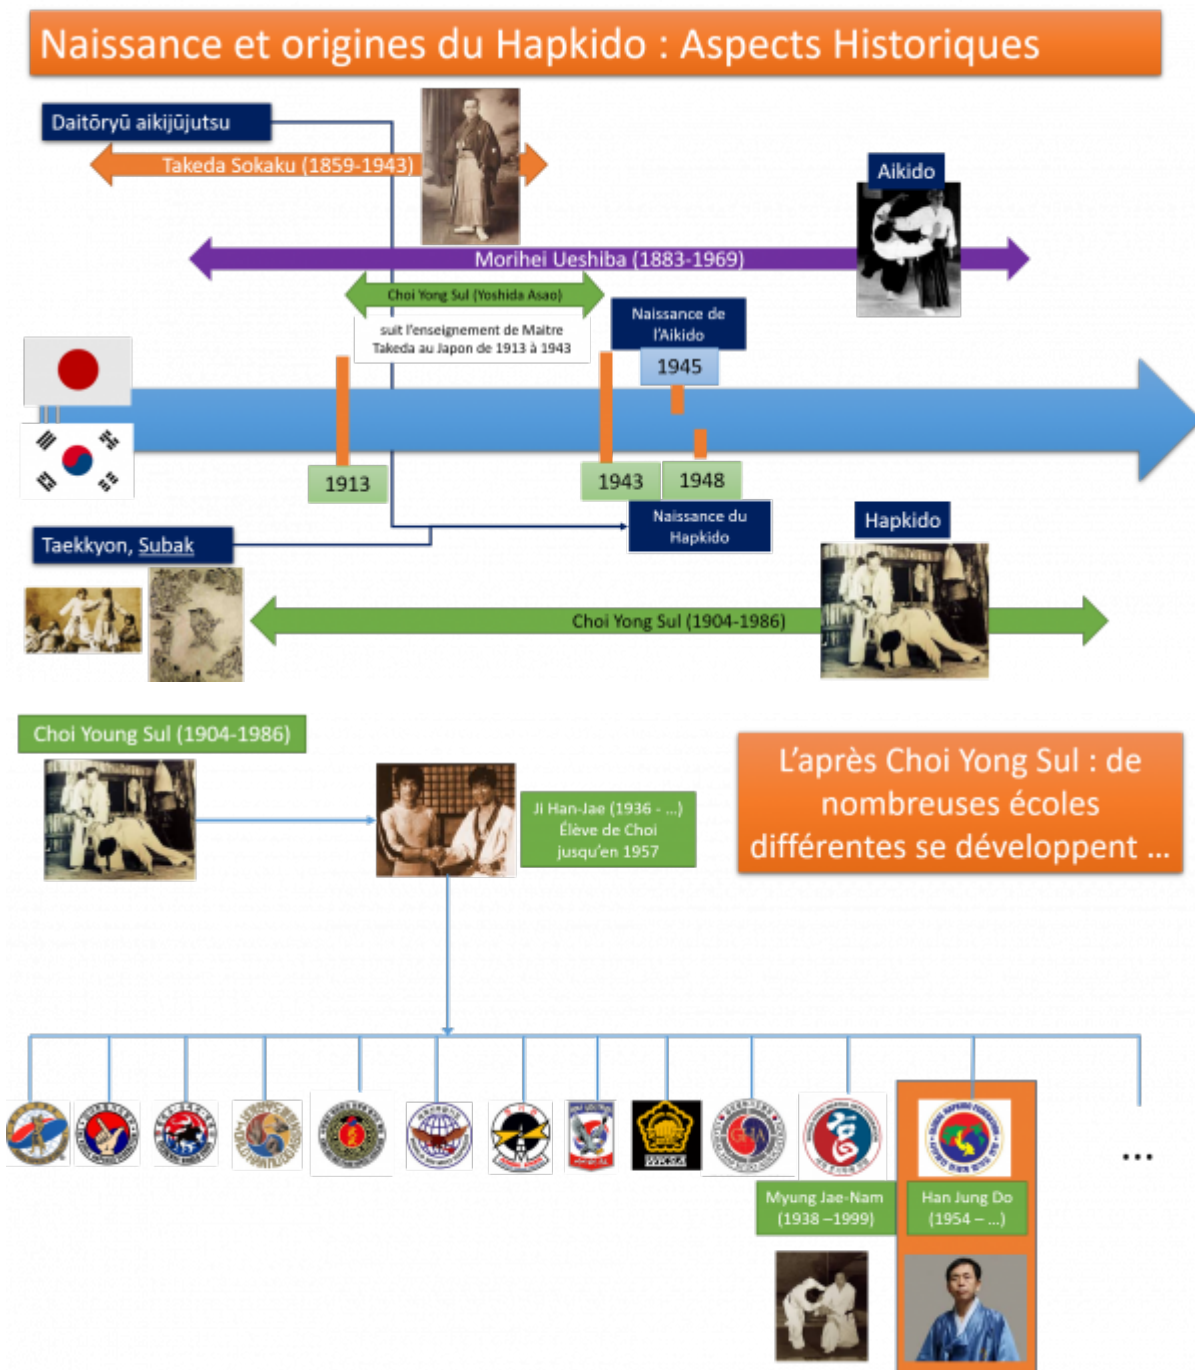 Naissance et origines du Hapkido : Aspects Historiques
Daitōryū aikijūjutsu
Takeda Sokaku (1859-1943)
Aikido
Morihei Ueshiba (1883-1969)
Choi Yong Sul (Yoshida Asao)
suit l'enseignement de Maitre
Takeda au Japon de 1913 à 1943
Naissance de
l'Aikido
1945
1913
1943
1948
Naissance du
Hapkido
Hapkido
Taekkyon, Subak
Choi Yong Sul (1904-1986)
Choi Young Sul (1904-1986)
Ji Han-Jae (1936 - ...)
Élève de Choi
jusqu'en 1957
L'après Choi Yong Sul : de
nombreuses écoles
différentes se développent ...
GHA
...
Myung Jae-Nam
(1938 –1999)
Han Jung Do
(1954 – ...)